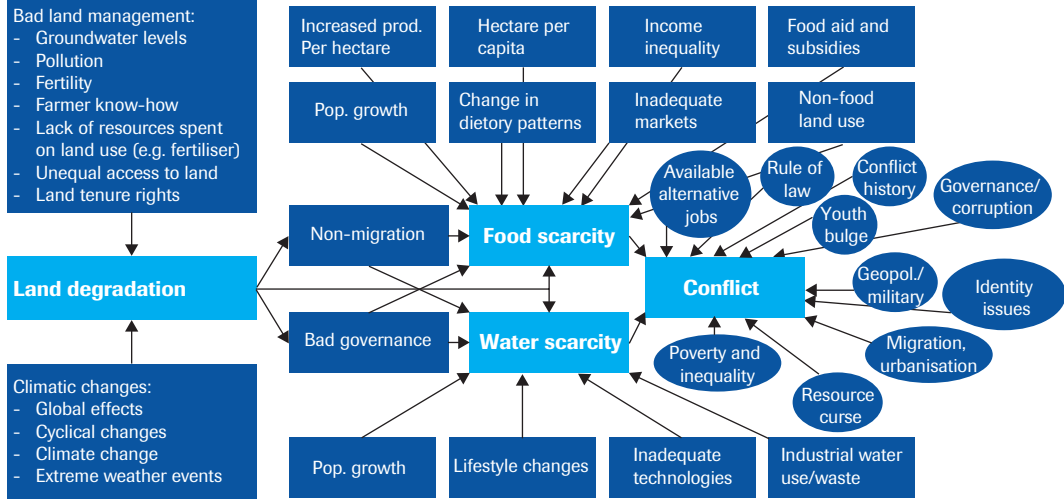 Bad land management:
- Groundwater levels
- Pollution
- Fertility
- Farmer know-how
- Lack of resources spent
on land use (e.g. fertiliser)
- Unequal access to land
- Land tenure rights
Increased prod.
Per hectare
Hectare per
capita
Income
inequality
Food aid and
subsidies
Pop. growth
Change in
dietary patterns
Inadequate
markets
Non-food
land use
Available
alternative
jobs
Rule of
law
Conflict
history
Governance/
corruption
Youth
bulge
Non-migration
Food scarcity
Land degradation
Conflict
Geopol./
military
Identity
issues
Bad governance
Water scarcity
Poverty and
inequality
Migration,
urbanisation
Resource
curse
Climatic changes:
- Global effects
- Cyclical changes
- Climate change
- Extreme weather events
Pop. growth
Lifestyle changes
Inadequate
technologies
Industrial water
use/waste